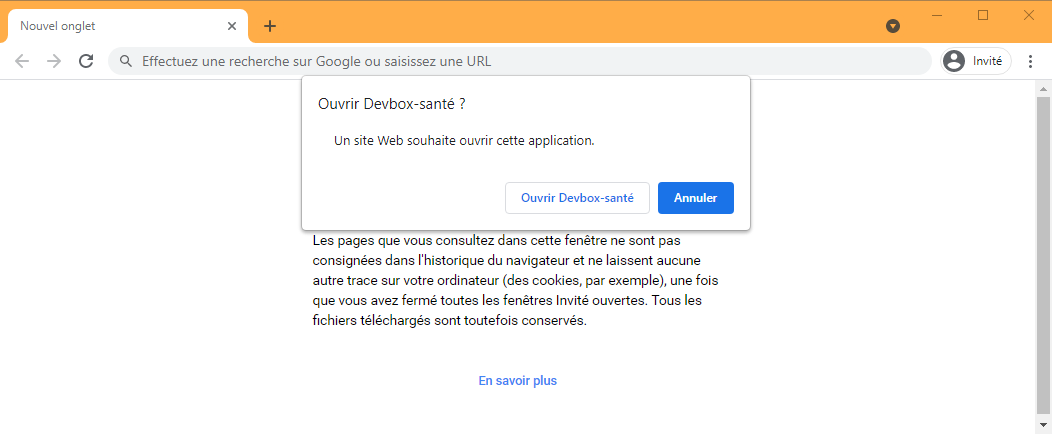 Nouvel onglet
Effectuez une recherche sur Google ou saisissez une URL
Invité
Ouvrir Devbox-santé ?
Un site Web souhaite ouvrir cette application.
Ouvrir Devbox-santé
Annuler
Les pages que vous consultez dans cette fenêtre ne sont pas
consignées dans l'historique du navigateur et ne laissent aucune
autre trace sur votre ordinateur (des cookies, par exemple), une fois
que vous avez fermé toutes les fenêtres Invité ouvertes. Tous les
fichiers téléchargés sont toutefois conservés.
En savoir plus